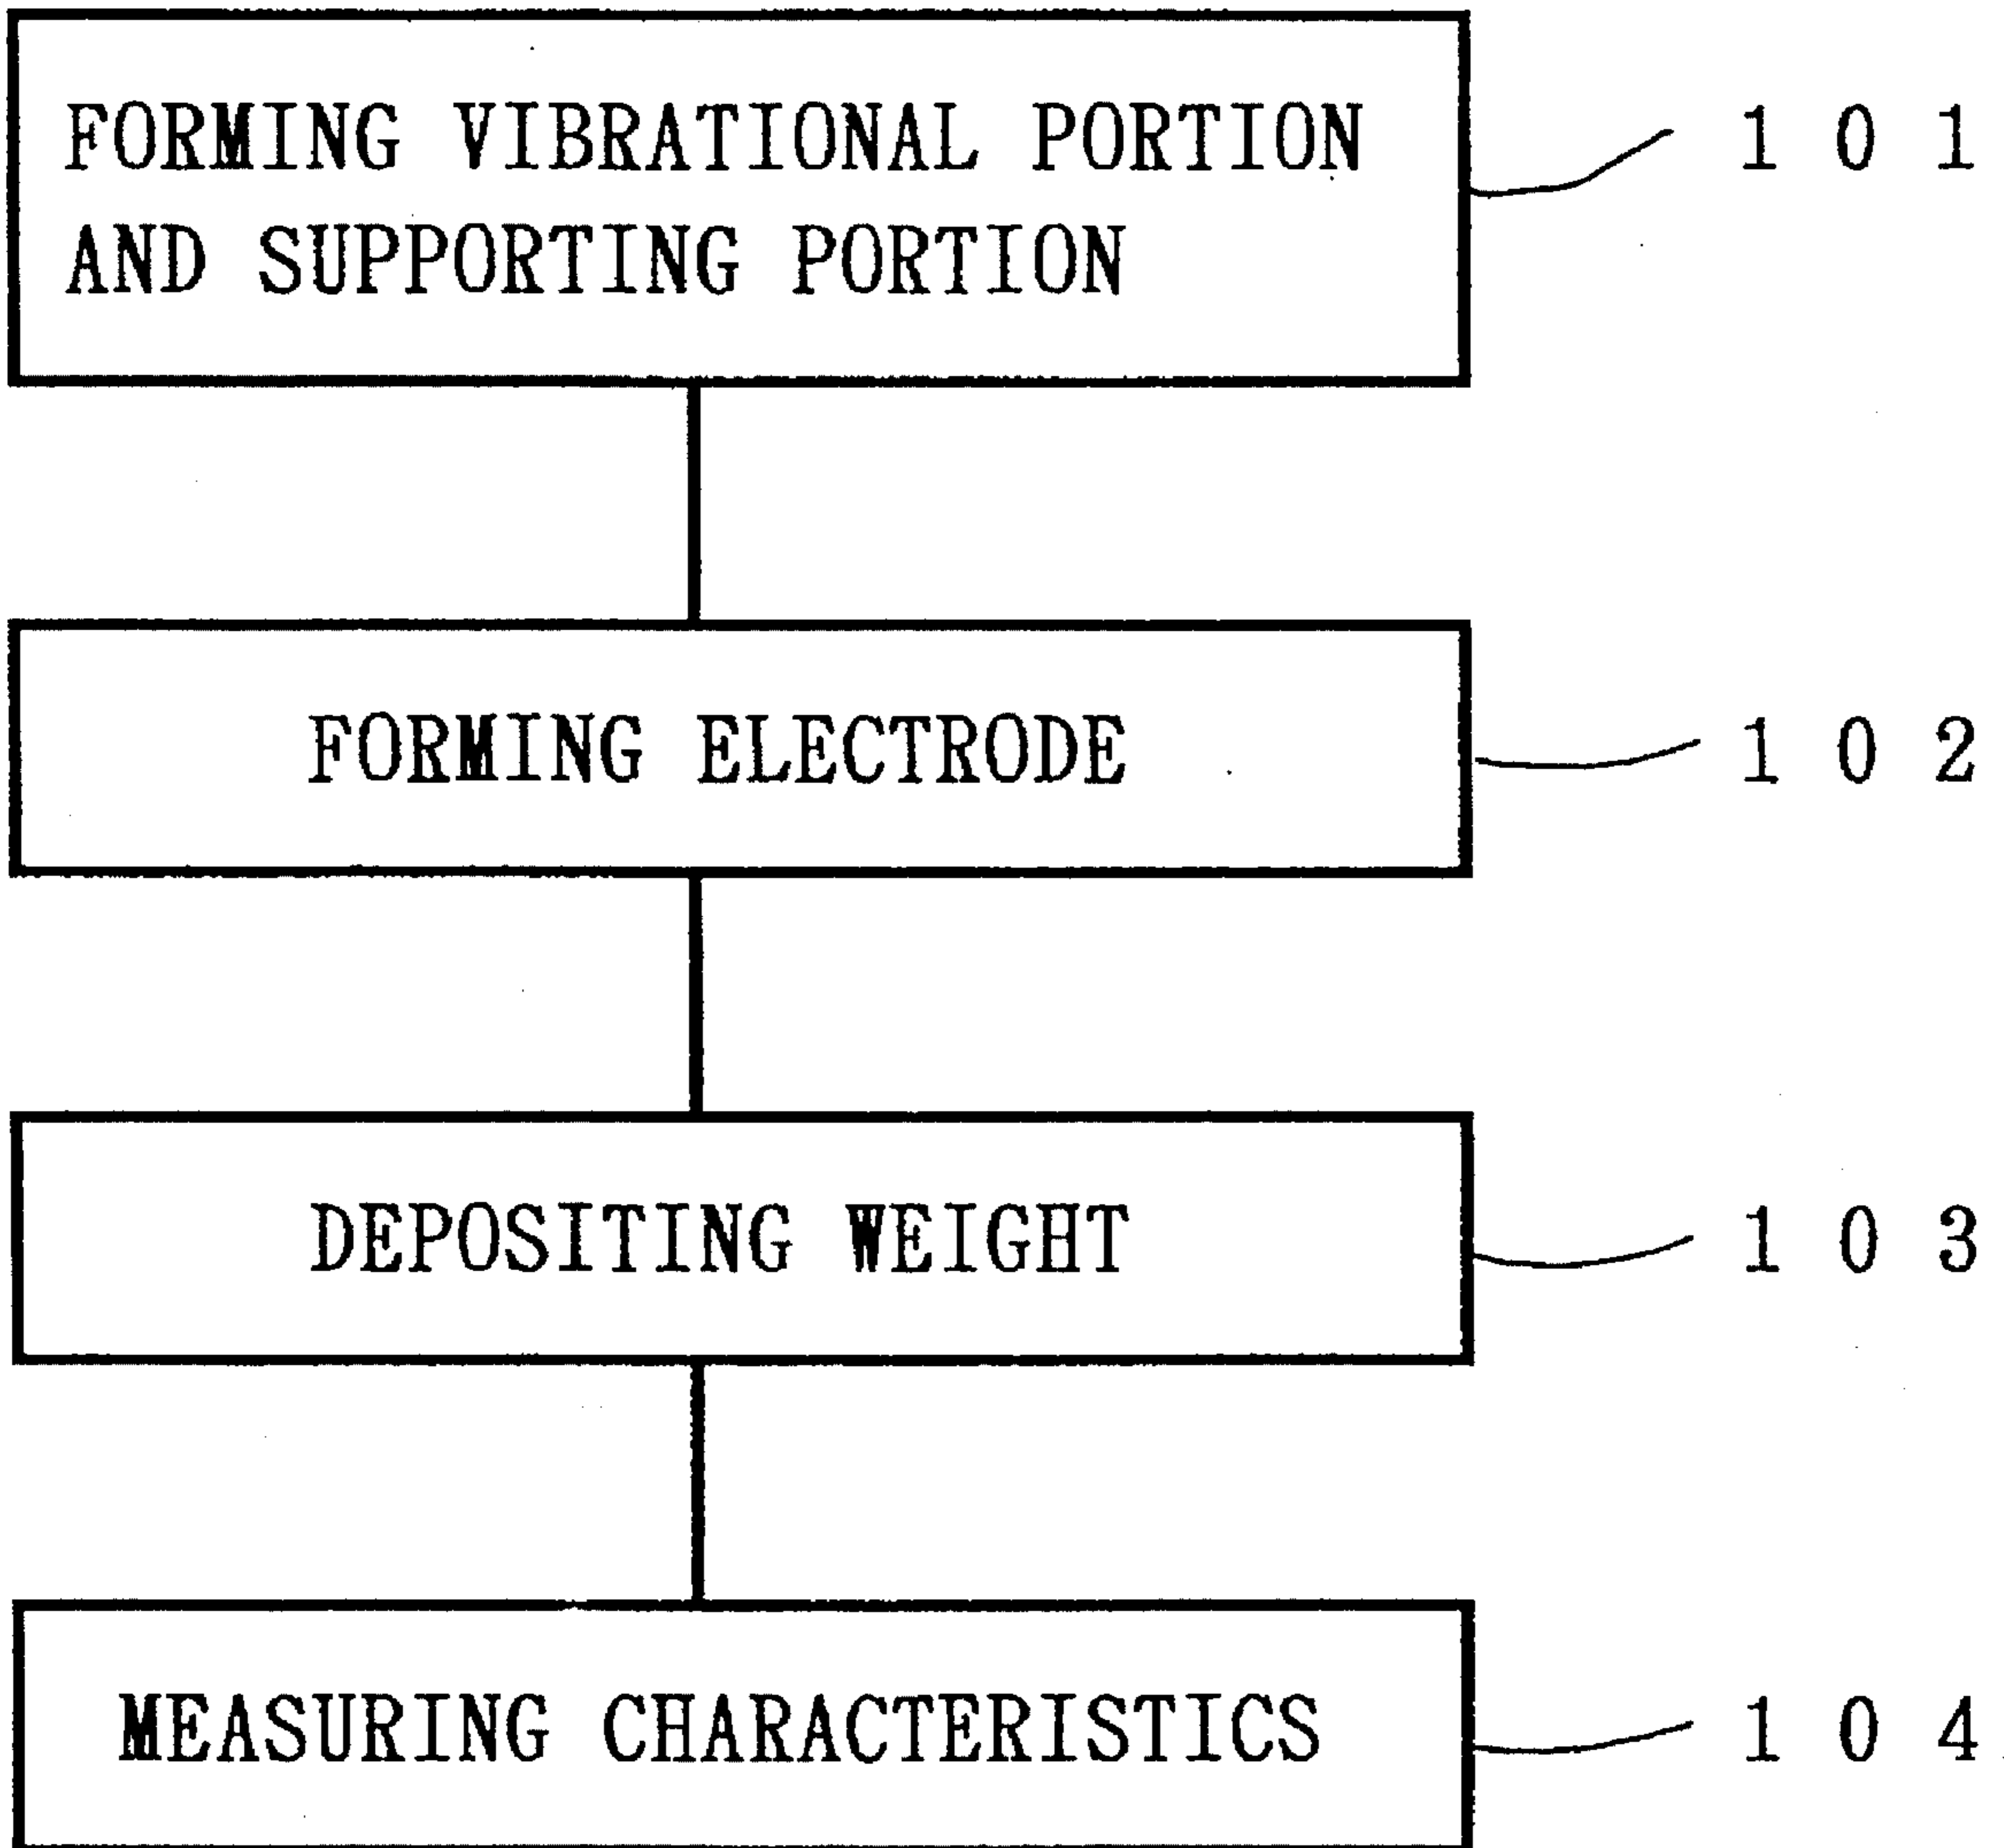 FORMING VIBRATIONAL PORTION
AND SUPPORTING PORTION
101
FORMING ELECTRODE
102
DEPOSITING WEIGHT
103
MEASURING CHARACTERISTICS
104